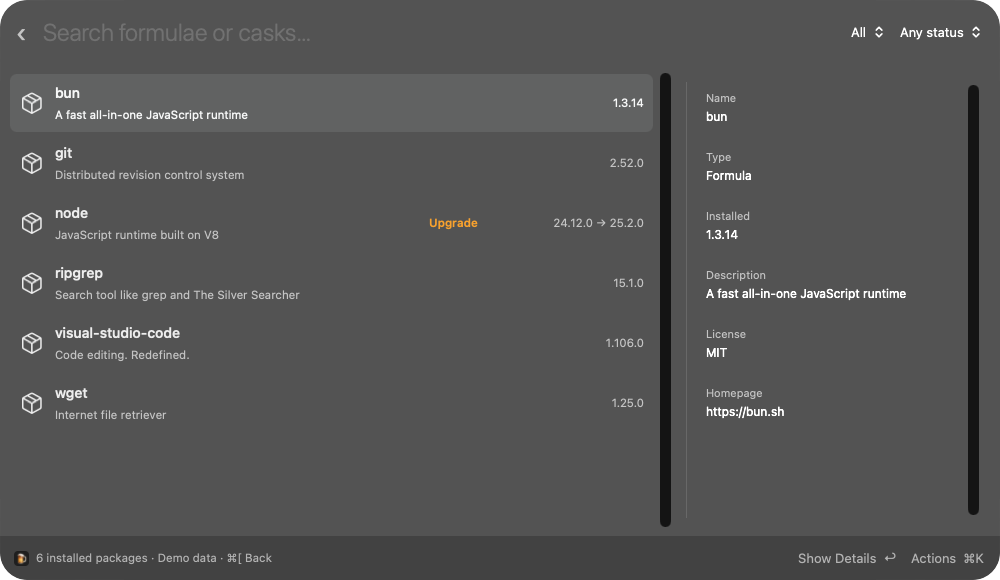 Search formulae or casks...
All
Any status
bun
A fast all-in-one JavaScript runtime
1.3.14
git
Distributed revision control system
2.52.0
node
JavaScript runtime built on V8
Upgrade
24.12.0 → 25.2.0
ripgrep
Search tool like grep and The Silver Searcher
15.1.0
visual-studio-code
Code editing. Redefined.
1.106.0
wget
Internet file retriever
1.25.0
Name
bun
Type
Formula
Installed
1.3.14
Description
A fast all-in-one JavaScript runtime
License
MIT
Homepage
https://bun.sh
6 installed packages · Demo data · ⌘[ Back
Show Details ↩
Actions ⌘K